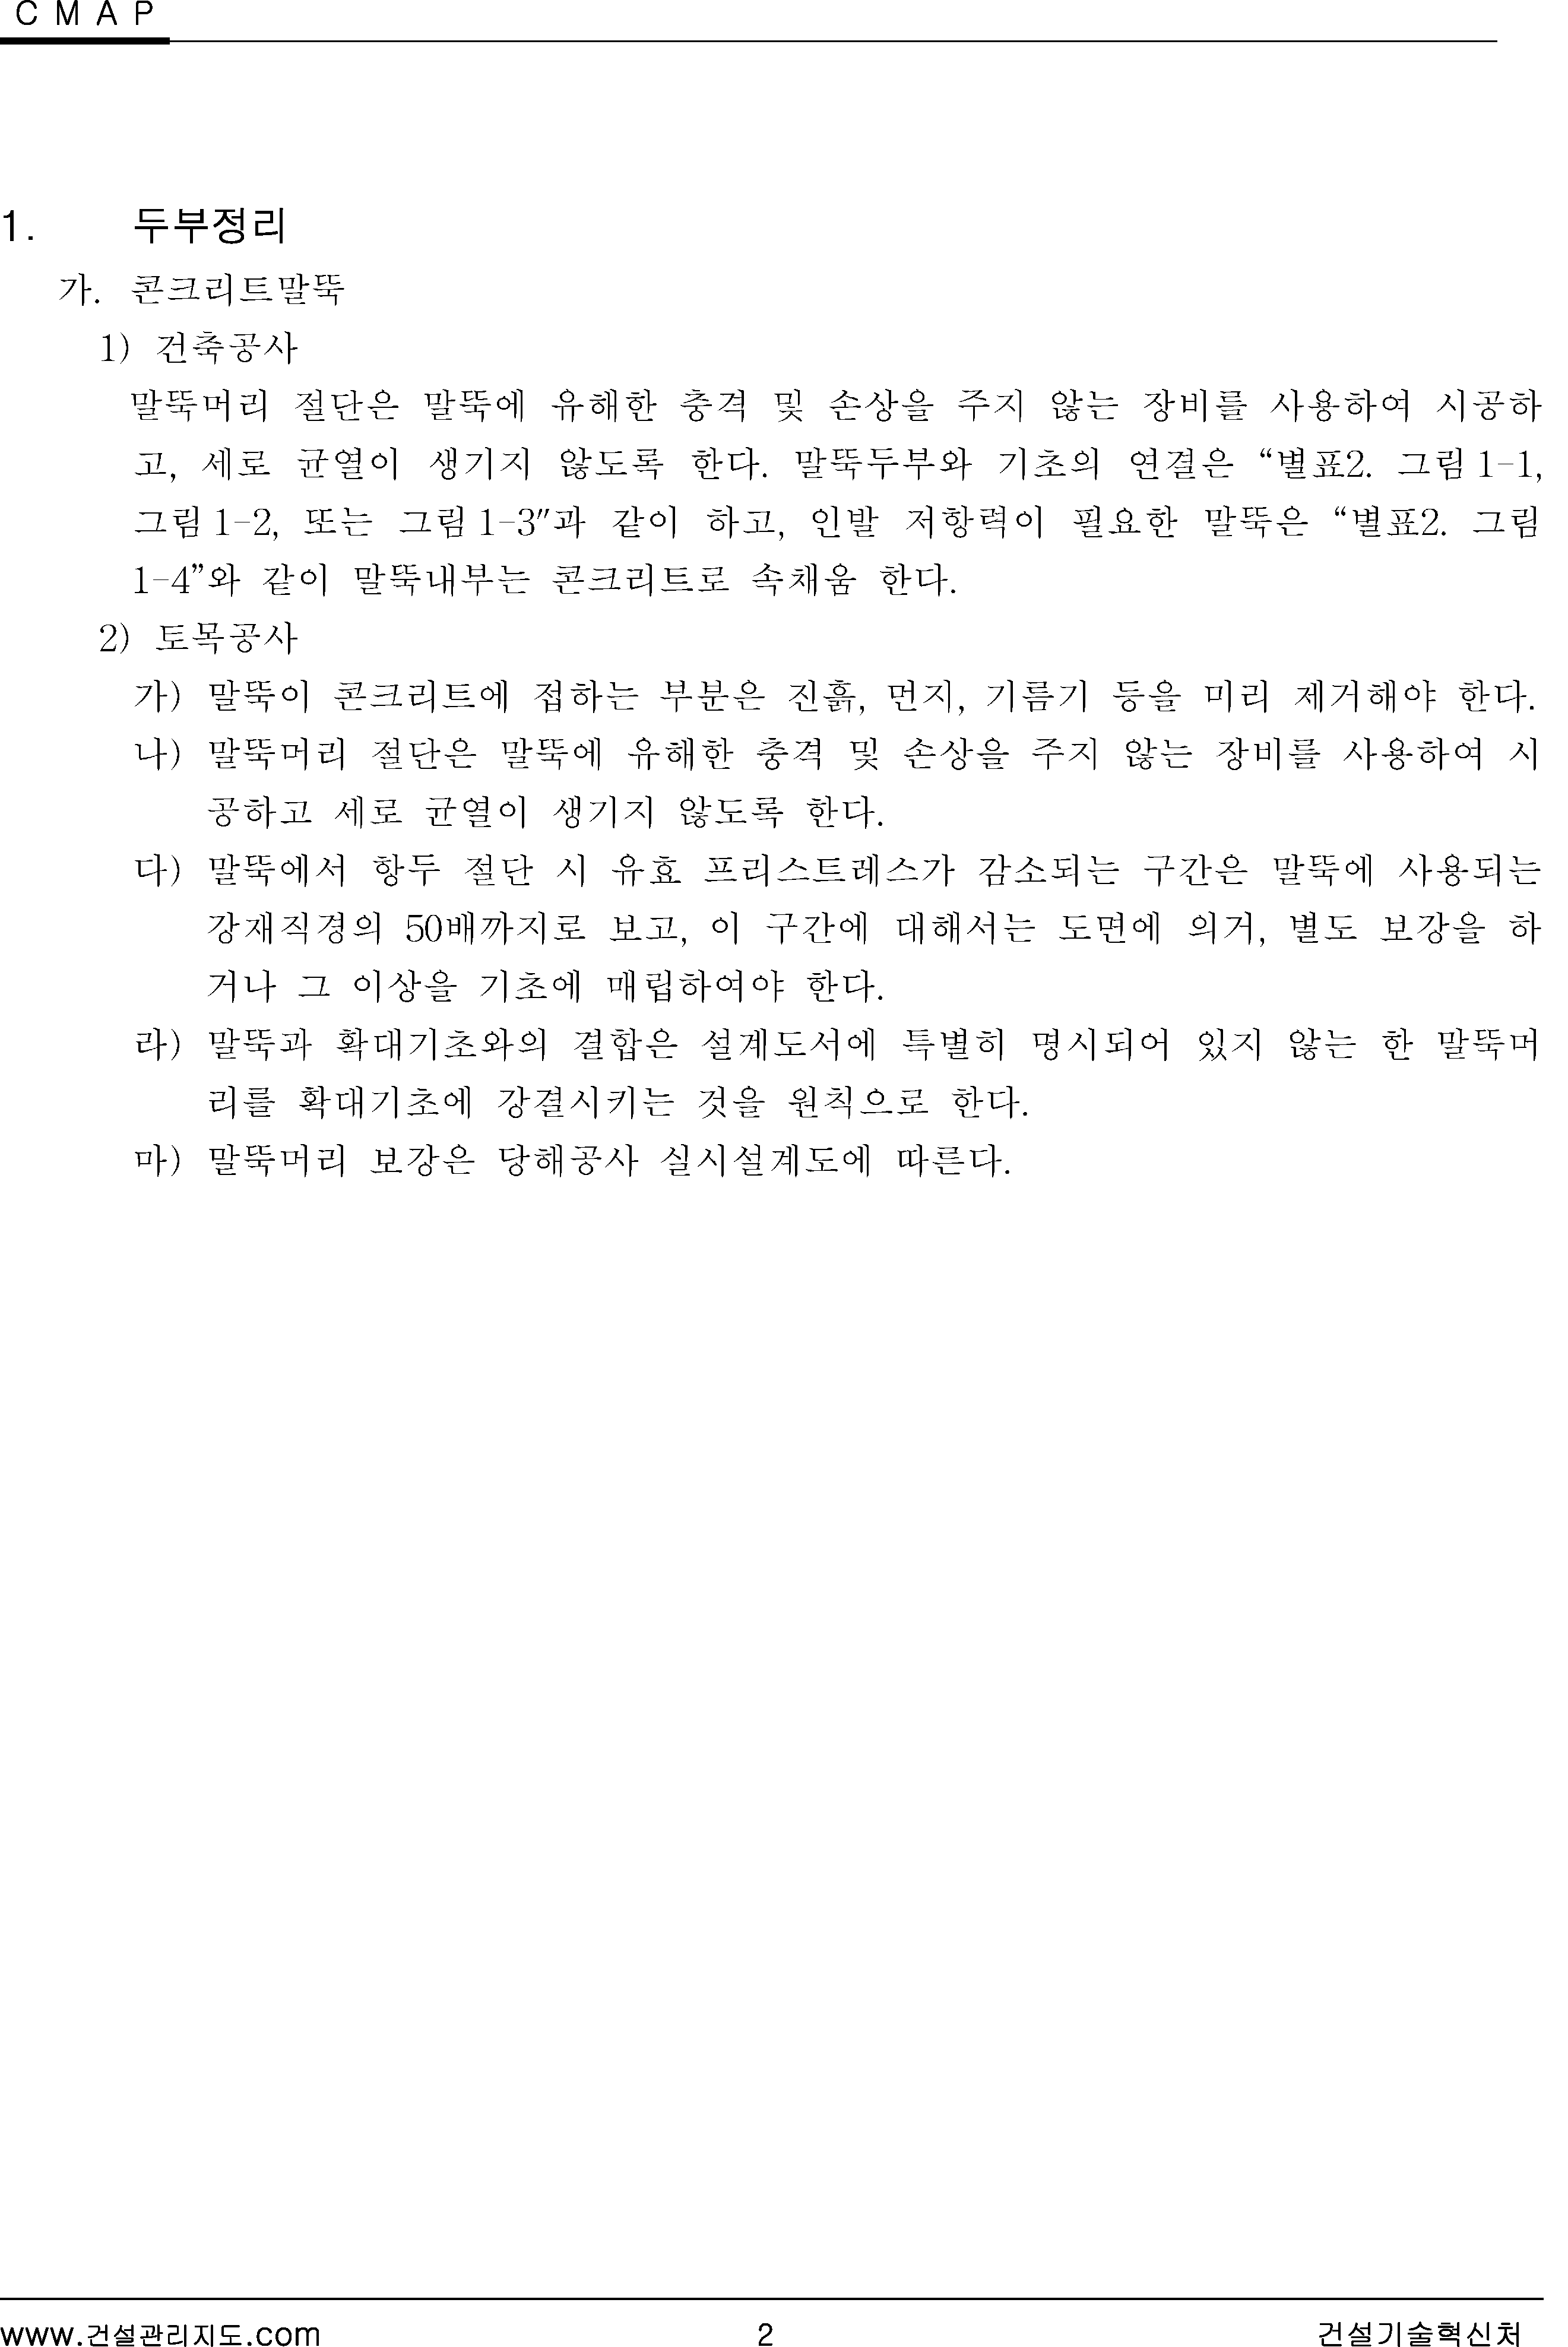 C M A P
1. 두부정리
가. 콘크리트말뚝
1) 건축공사
말뚝머리 절단은 말뚝에 유해한 충격 및 손상을 주지 않는 장비를 사용하여 시공하
고, 세로 균열이 생기지 않도록 한다. 말뚝두부와 기초의 연결은 “별표2. 그림 1-1,
그림 1-2, 또는 그림 1-3″과 같이 하고, 인발 저항력이 필요한 말뚝은 “별표2. 그림
1-4”와 같이 말뚝내부는 콘크리트로 속채움 한다.
2) 토목공사
가) 말뚝이 콘크리트에 접하는 부분은 진흙, 먼지, 기름기 등을 미리 제거해야 한다.
나) 말뚝머리 절단은 말뚝에 유해한 충격 및 손상을 주지 않는 장비를 사용하여 시
공하고 세로 균열이 생기지 않도록 한다.
다) 말뚝에서 항두 절단 시 유효 프리스트레스가 감소되는 구간은 말뚝에 사용되는
강재직경의 50배까지로 보고, 이 구간에 대해서는 도면에 의거, 별도 보강을 하
거나 그 이상을 기초에 매립하여야 한다.
라) 말뚝과 확대기초와의 결합은 설계도서에 특별히 명시되어 있지 않는 한 말뚝머
리를 확대기초에 강결시키는 것을 원칙으로 한다.
마) 말뚝머리 보강은 당해공사 실시설계도에 따른다.
www.건설관리지도.com 2 건설기술혁신처